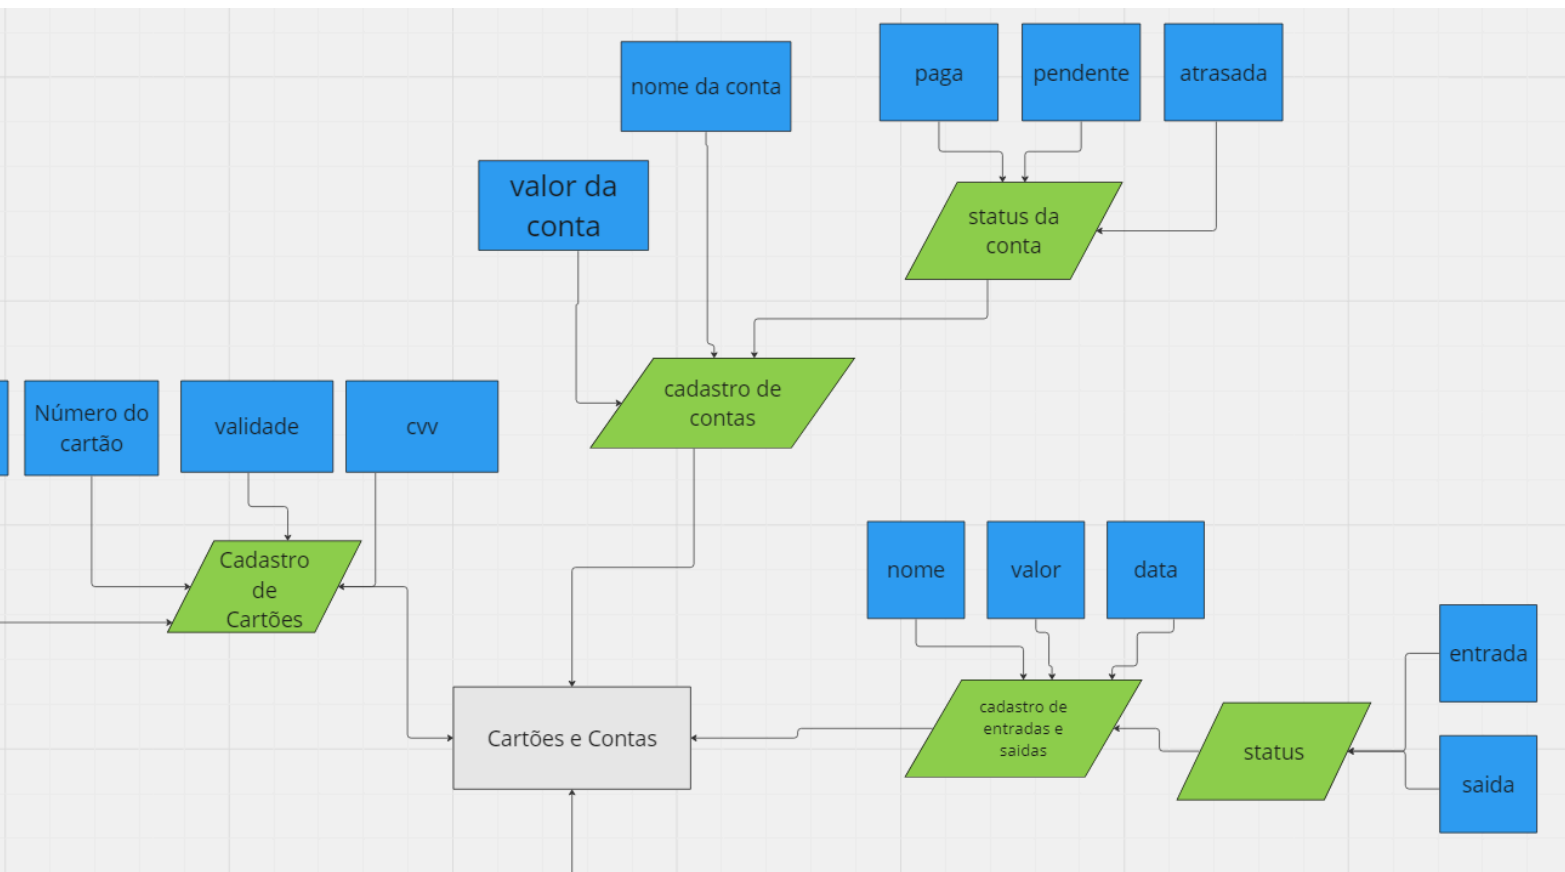 paga
pendente
atrasada
nome da conta
valor da
conta
status da
conta
cadastro de
contas
Número do
cartão
validade
cvv
Cadastro
de
Cartões
nome
valor
data
entrada
cadastro de
entradas e
saidas
Cartões e Contas
status
saida